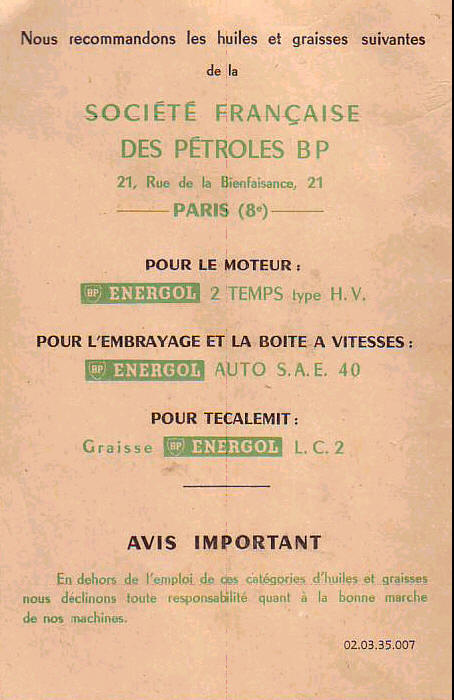 Nous recommandons les huiles et graisses suivantes
de la
SOCIÉTÉ FRANÇAISE
DES PÉTROLES BP
21, Rue de la Bienfaisance, 21
PARIS (8e)
POUR LE MOTEUR :
BP ENERGOL 2 TEMPS type H. V.
POUR L'EMBRAYAGE ET LA BOITE A VITESSES :
BP ENERGOL AUTO S. A. E. 40
POUR TECALEMIT :
Graisse BP ENERGOL L. C. 2
AVIS IMPORTANT
En dehors de l'emploi de ces catégories d'huiles et graisses
nous déclinons toute responsabilité quant à la bonne marche
de nos machines.
02.03.35.007